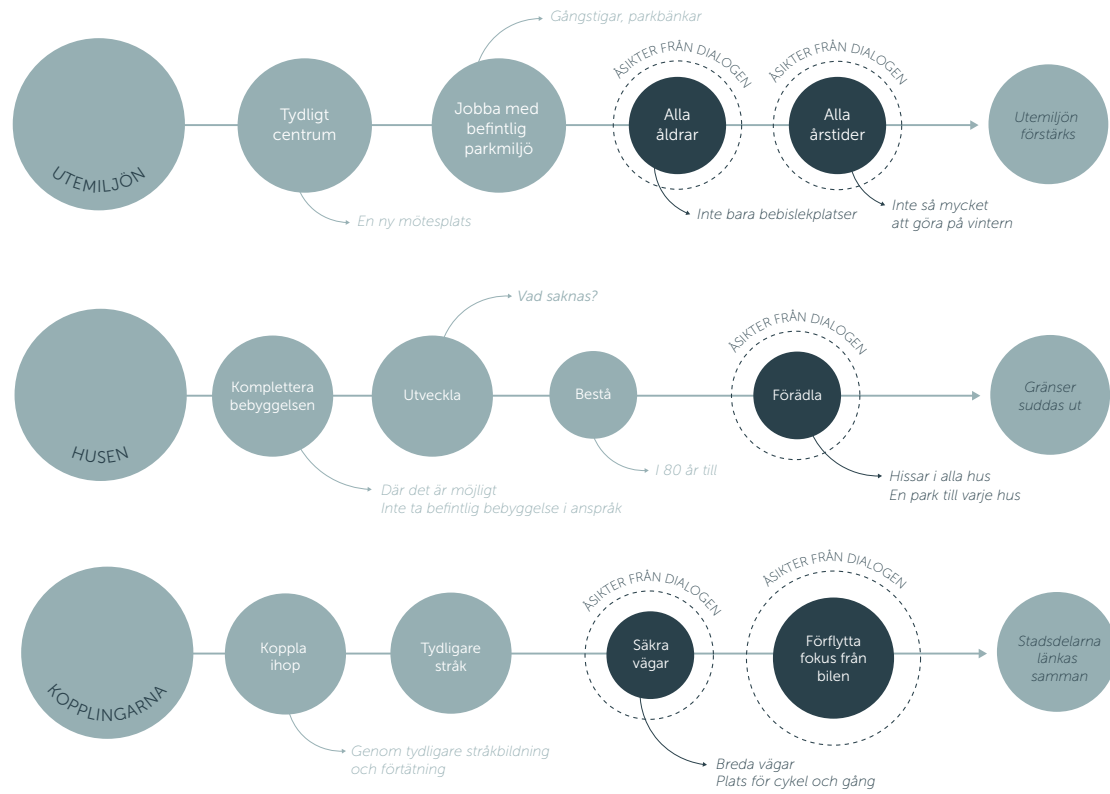 Gångstigar, parkbänkar
ÅSIKTER FRÅN DIALOGEN
ÅSIKTER FRÅN DIALOGEN
UTEMILJÖN
Tydligt
centrum
Jobba med
befintlig
parkmiljö
Alla
åldrar
Alla
årstider
Utemiljön
förstärks
En ny mötesplats
Inte bara bebislekplatser
Inte så mycket
att göra på vintern
Vad saknas?
ÅSIKTER FRÅN DIALOGEN
HUSEN
Komplettera
bebyggelsen
Utveckla
Bestå
Förädla
Gränser
suddas ut
Där det är möjligt
Inte ta befintlig bebyggelse i anspråk
I 80 år till
Hissar i alla hus
En park till varje hus
ÅSIKTER FRÅN DIALOGEN
ÅSIKTER FRÅN DIALOGEN
KOPPLINGARNA
Koppla
ihop
Tydligare
stråk
Säkra
vägar
Förflytta
fokus från
bilen
Stadsdelarna
länkas
samman
Genom tydligare stråkbildning
och förtätning
Breda vägar
Plats för cykel och gång